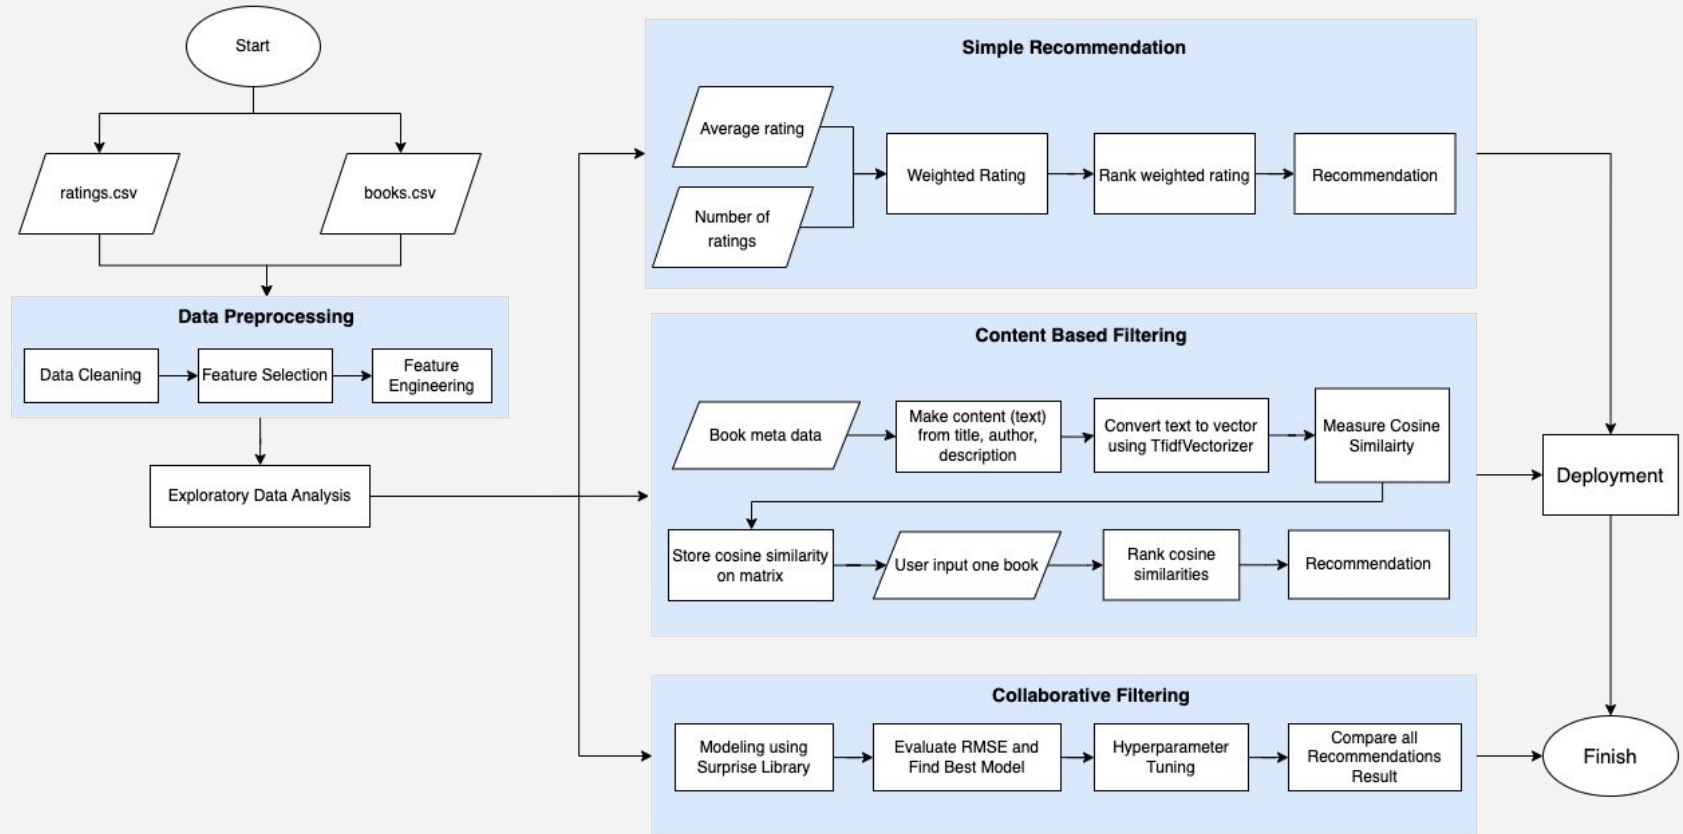 Start
ratings.csv
books.csv
Data Preprocessing
Data Cleaning
Feature Selection
Feature
Engineering
Exploratory Data Analysis
Simple Recommendation
Average rating
Number of
ratings
Weighted Rating
Rank weighted rating
Recommendation
Content Based Filtering
Book meta data
Make content (text)
from title, author,
description
Convert text to vector
using TfidfVectorizer
Measure Cosine
Similairty
Store cosine similarity
on matrix
User input one book
Rank cosine
similarities
Recommendation
Collaborative Filtering
Modeling using
Surprise Library
Evaluate RMSE and
Find Best Model
Hyperparameter
Tuning
Compare all
Recommendations
Result
Deployment
Finish